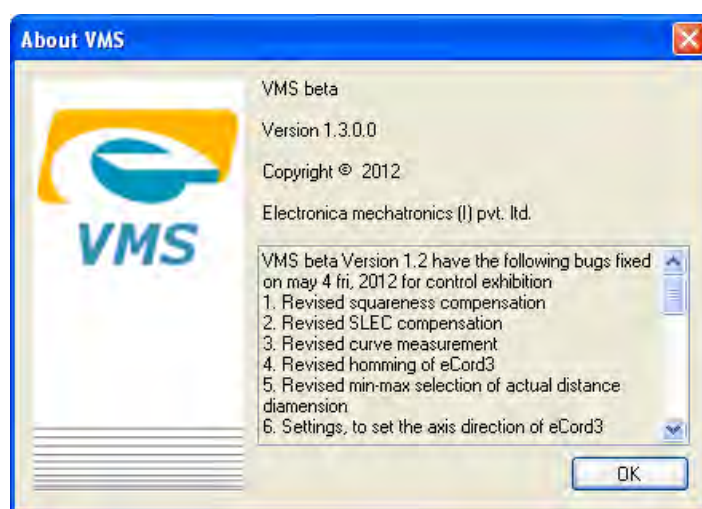 About VMS
VMS beta
Version 1.3.0.0
Copyright © 2012
Electronica mechatronics (I) pvt. ltd.
VMS
VMS beta Version 1.2 have the following bugs fixed
on may 4 fri, 2012 for control exhibition
1. Revised squareness compensation
2. Revised SLEC compensation
3. Revised curve measurement
4. Revised homming of eCord3
5. Revised min-max selection of actual distance
diamension
6. Settings, to set the axis direction of eCord3
OK